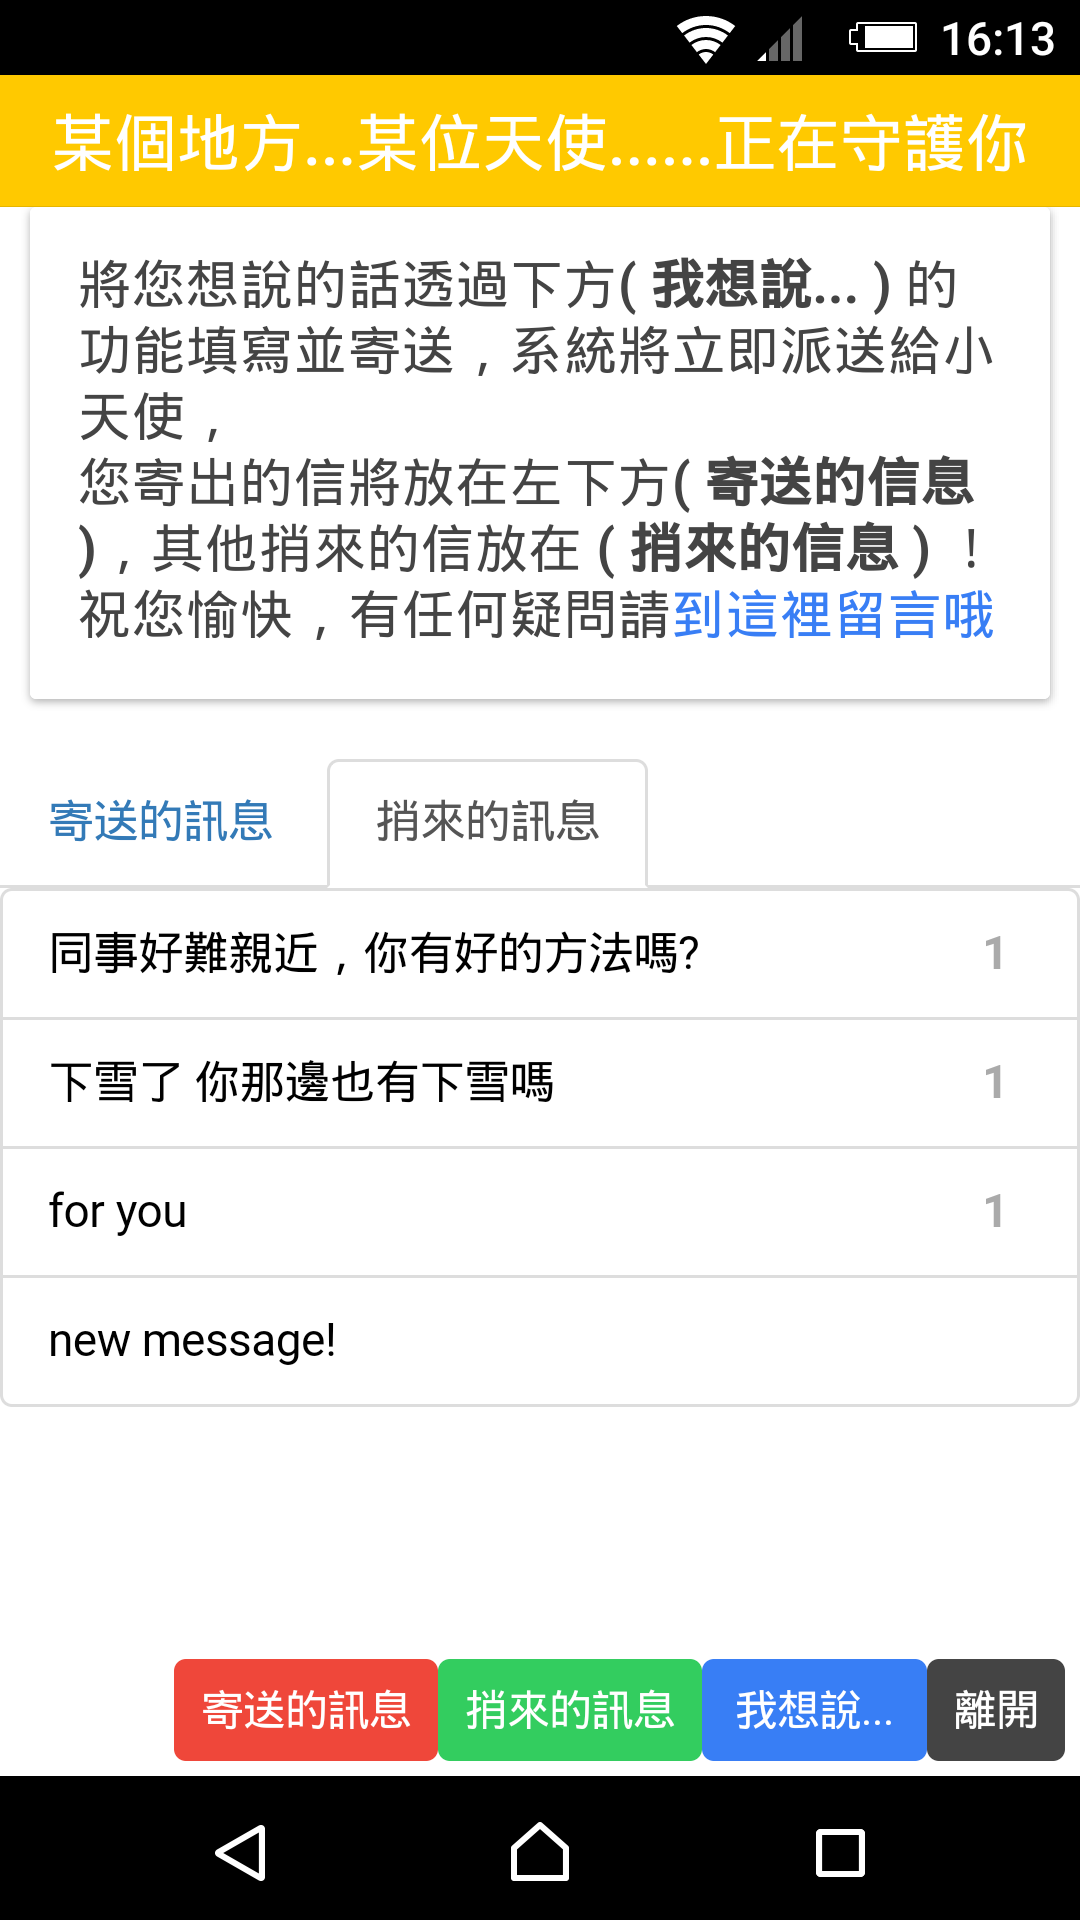 16:13
某個地方...某位天使......正在守護你
將您想說的話透過下方( 我想說... ) 的
功能填寫並寄送，系統將立即派送給小
天使，
您寄出的信將放在左下方( 寄送的信息
)，其他捎來的信放在 ( 捎來的信息 ) ！
祝您愉快，有任何疑問請到這裡留言哦
寄送的訊息 捎來的訊息
同事好難親近，你有好的方法嗎? 1
下雪了 你那邊也有下雪嗎 1
for you 1
new message!
寄送的訊息 捎來的訊息 我想說... 離開